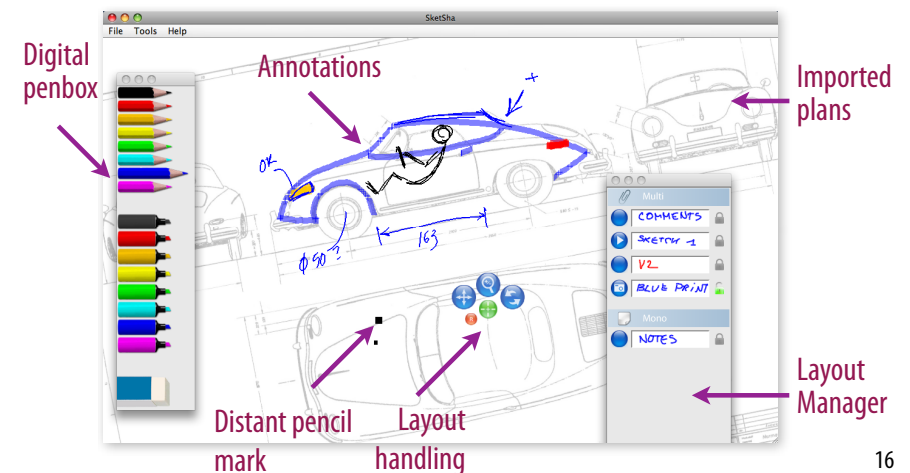 SketSha
File Tools Help
Digital
penbox
Annotations
Imported
plans
+
OK
163
ø 50 ?
Multi
COMMENTS
SKETCH 1
V2
BLUE PRINT
Mono
NOTES
Layout
Manager
Distant pencil
mark
Layout
handling
16